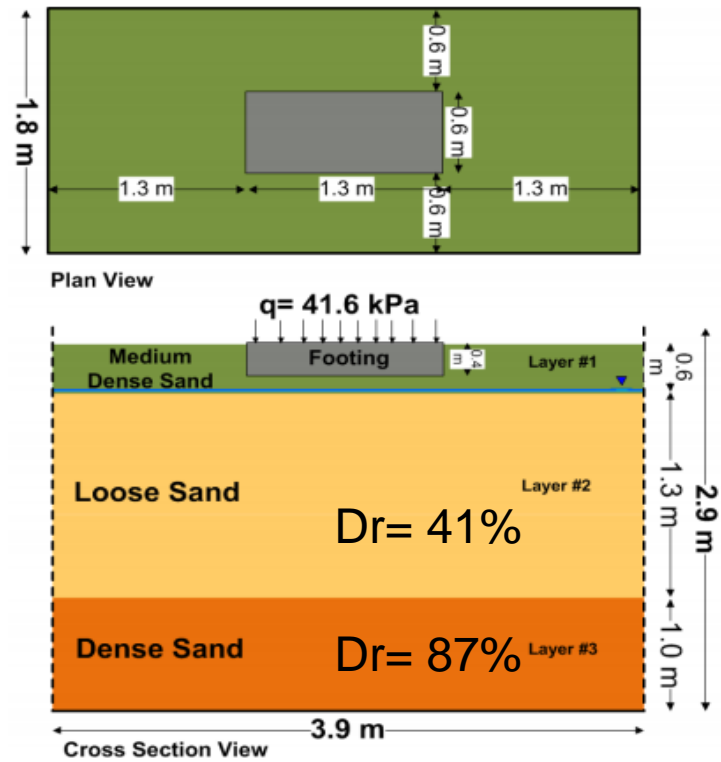 0.6 m
1.8 m
0.6 m
1.3 m
1.3 m
1.3 m
0.6 m
Plan View
q= 41.6 kPa
Medium
Dense Sand
Footing
0.4
m
Layer #1
0.6
m
Loose Sand
Layer #2
Dr= 41%
1.3 m
2.9 m
Dense Sand
Dr= 87%
Layer #3
1.0 m
3.9 m
Cross Section View